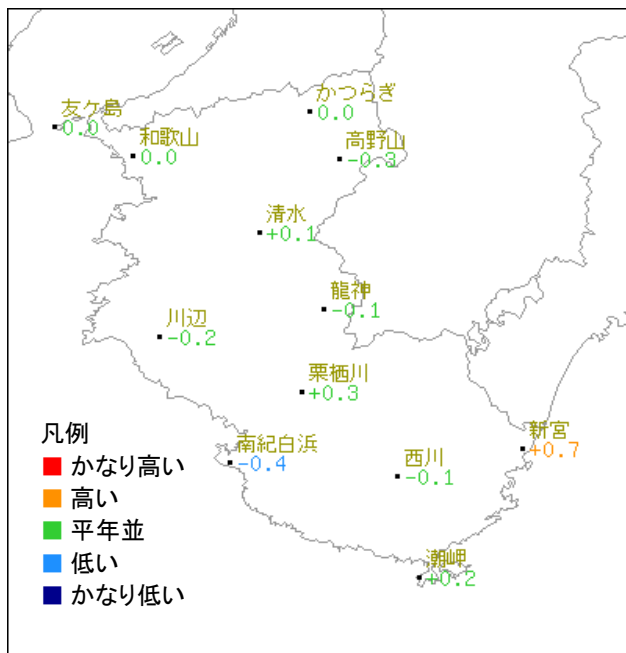 かつらぎ
0.0
友ケ島
0.0
和歌山
0.0
高野山
-0.3
清水
+0.1
龍神
-0.1
川辺
-0.2
栗栖川
+0.3
南紀白浜
-0.4
西川
-0.1
新宮
+0.7
潮岬
+0.2
凡例
かなり高い
高い
平年並
低い
かなり低い